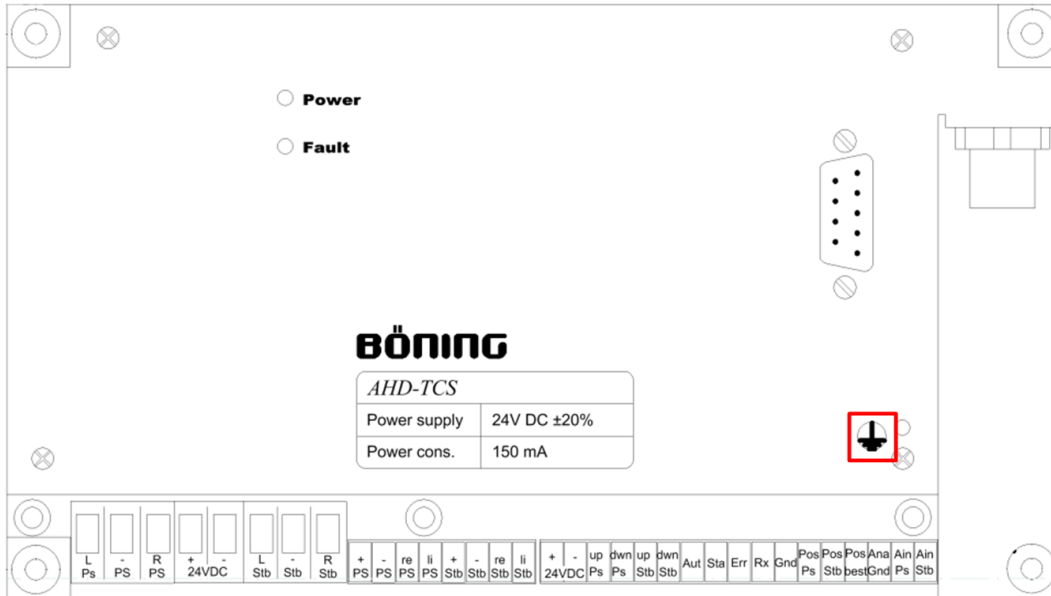 Power
Fault
BÖNING
AHD-TCS
Power supply 24V DC ±20%
Power cons. 150 mA
L Ps
- PS
R PS
+ - 24VDC
L Stb
- Stb
R Stb
+ PS
- PS
re PS
li PS
+ Stb
- Stb
re Stb
li Stb
+ - 24VDC
up Ps
dwn Ps
up Stb
dwn Stb
Aut
Sta
Err
Rx
Gnd
Pos Ps
Pos Stb
Pos best
Ana Gnd
Ain Ps
Ain Stb